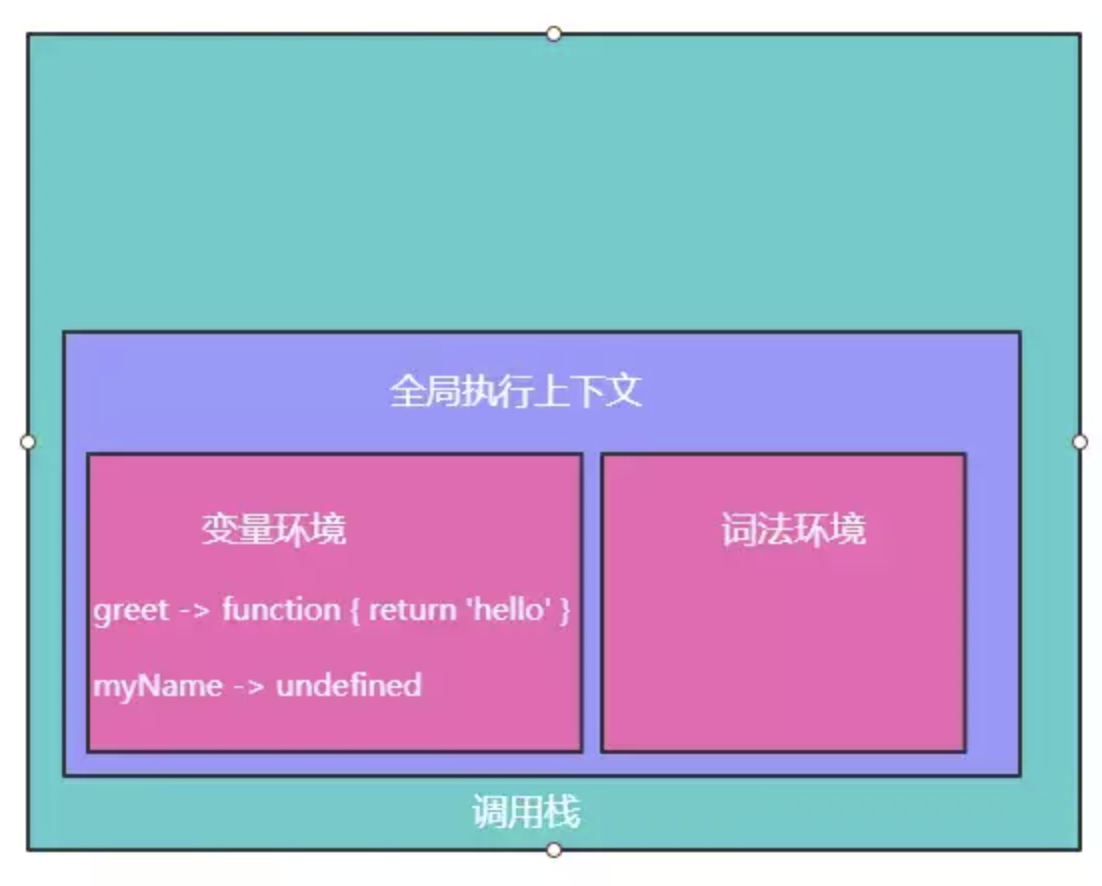 全局执行上下文
变量环境
greet -> function { return 'hello' }
myName -> undefined
词法环境
调用栈